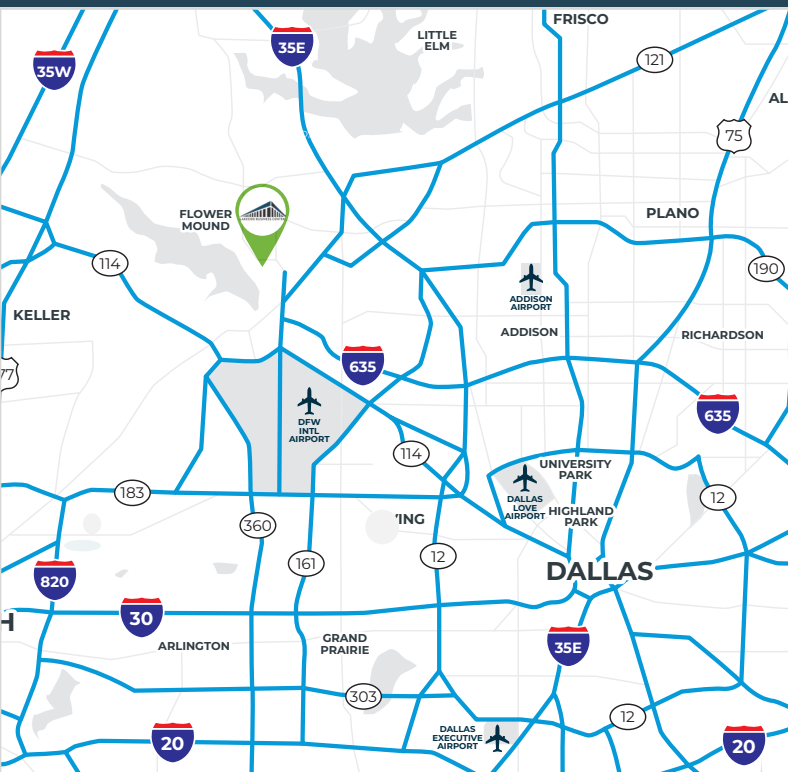 FRISCO
LITTLE
ELM
35E
121
35W
AL
75
FLOWER
MOUND
PLANO
114
190
ADDISON
AIRPORT
KELLER
ADDISON
RICHARDSON
635
77
635
DFW
INTL
AIRPORT
114
UNIVERSITY
PARK
183
DALLAS
LOVE
AIRPORT
12
HIGHLAND
PARK
360
VING
161
12
DALLAS
820
30
H
ARLINGTON
GRAND
PRAIRIE
35E
303
12
DALLAS
EXECUTIVE
AIRPORT
20
20